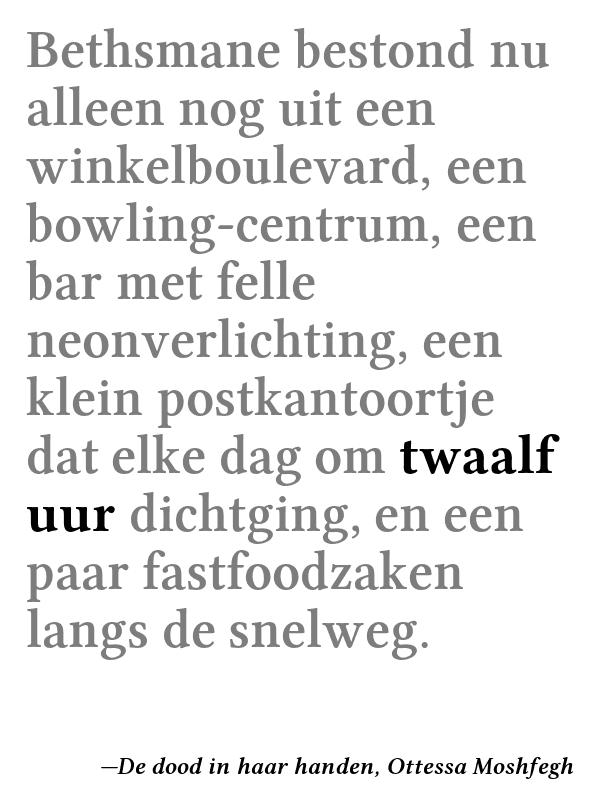 Bethsmane bestond nu
alleen nog uit een
winkelboulevard, een
bowling-centrum, een
bar met felle
neonverlichting, een
klein postkantoortje
dat elke dag om twaalf
uur dichtging, en een
paar fastfoodzaken
langs de snelweg.
—De dood in haar handen, Ottessa Moshfegh